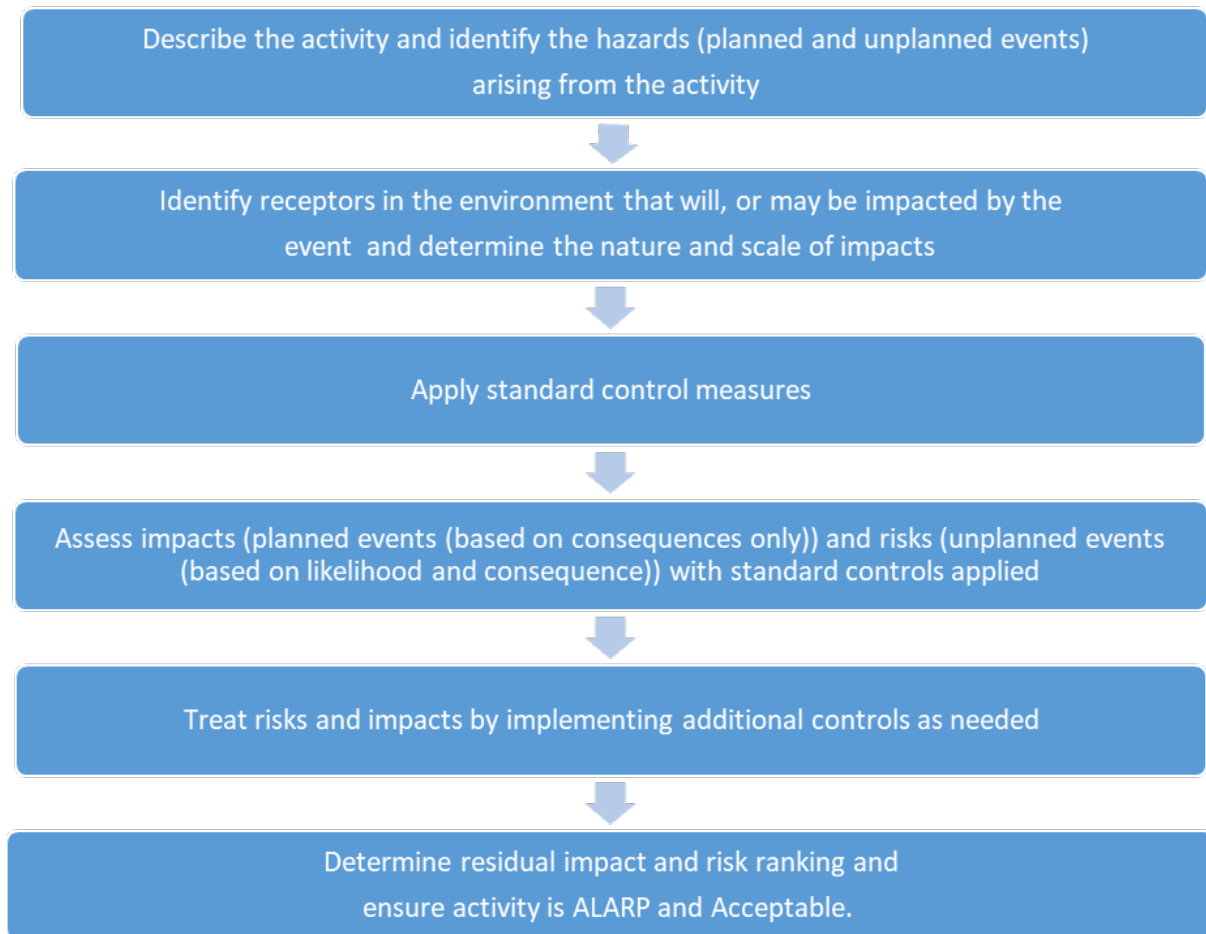 Describe the activity and identify the hazards (planned and unplanned events)
arising from the activity
Identify receptors in the environment that will, or may be impacted by the
event  and determine the nature and scale of impacts
Apply standard control measures
Assess impacts (planned events (based on consequences only)) and risks (unplanned events
(based on likelihood and consequence)) with standard controls applied
Treat risks and impacts by implementing additional controls as needed
Determine residual impact and risk ranking and
ensure activity is ALARP and Acceptable.